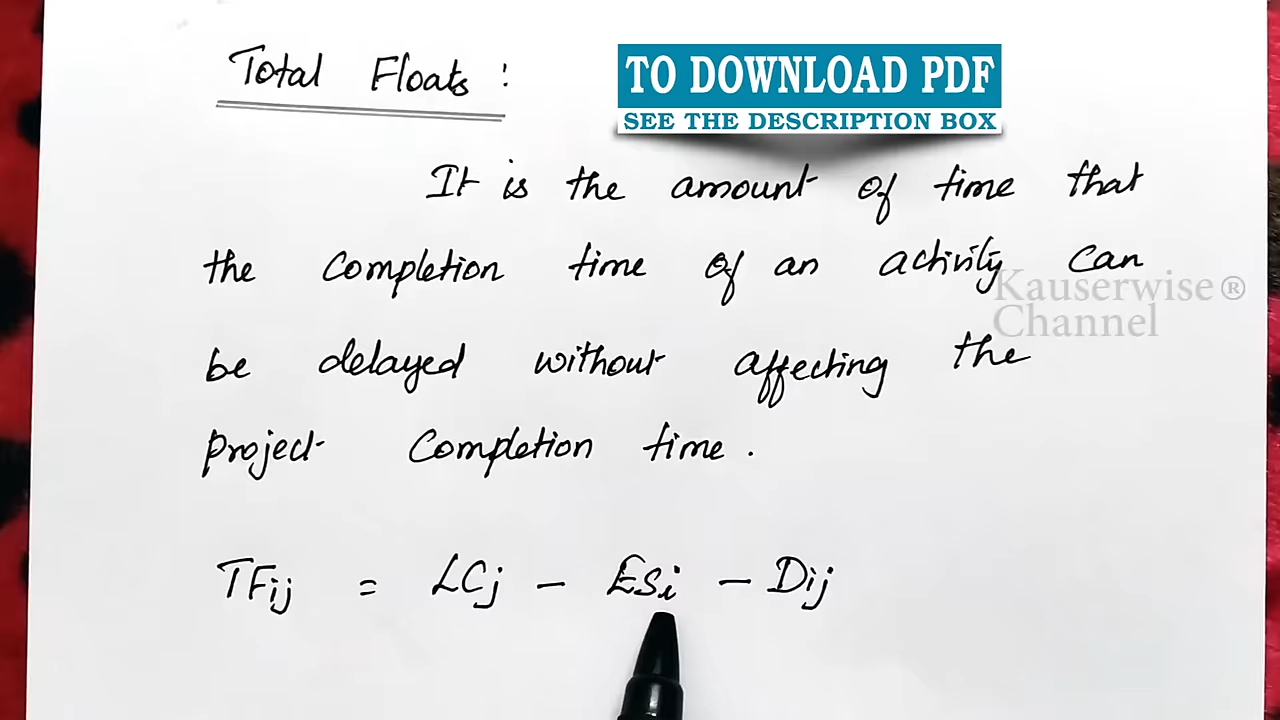 Total Floats :
TO DOWNLOAD PDF
SEE THE DESCRIPTION BOX
It is the amount of time that
the completion time of an activity can
Kauserwise®
Channel
be delayed without affecting the
project completion time.
TFij = LCj - ESi - Dij